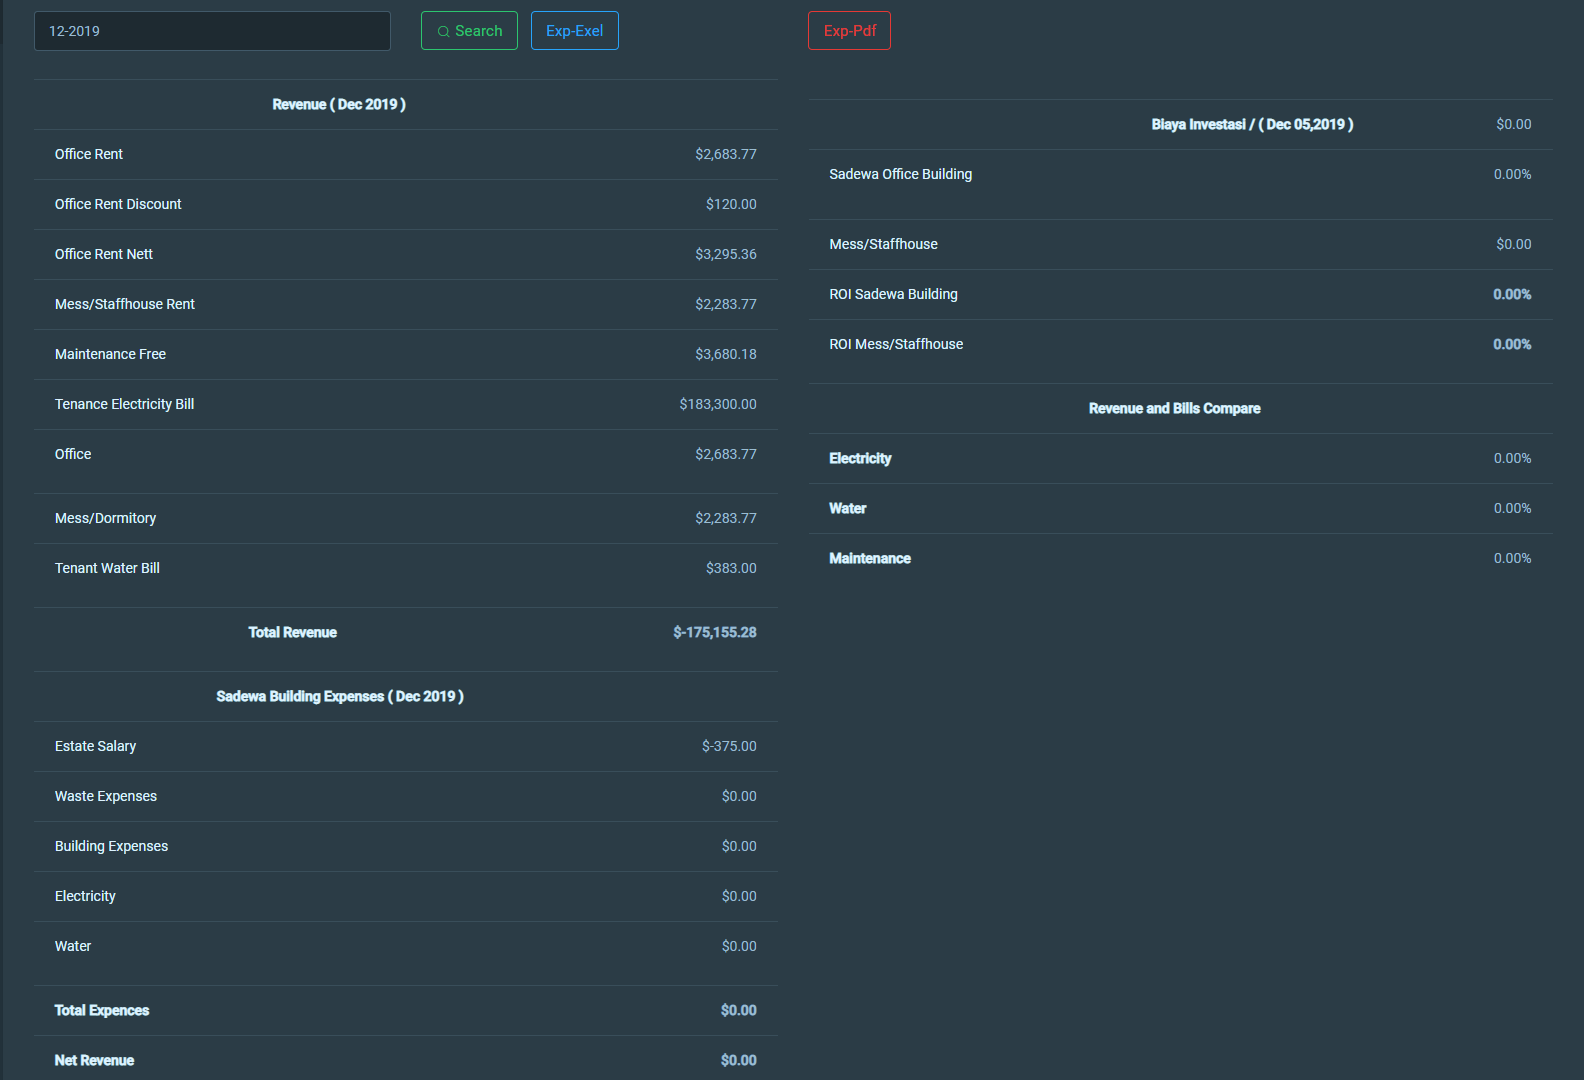 12-2019
Search
Exp-Exel
Exp-Pdf
Revenue ( Dec 2019 )
Office Rent $2,683.77
Office Rent Discount $120.00
Office Rent Nett $3,295.36
Mess/Staffhouse Rent $2,283.77
Maintenance Free $3,680.18
Tenance Electricity Bill $183,300.00
Office $2,683.77
Mess/Dormitory $2,283.77
Tenant Water Bill $383.00
Total Revenue $-175,155.28
Sadewa Building Expenses ( Dec 2019 )
Estate Salary $-375.00
Waste Expenses $0.00
Building Expenses $0.00
Electricity $0.00
Water $0.00
Total Expences $0.00
Net Revenue $0.00
Biaya Investasi / ( Dec 05,2019 ) $0.00
Sadewa Office Building 0.00%
Mess/Staffhouse $0.00
ROI Sadewa Building 0.00%
ROI Mess/Staffhouse 0.00%
Revenue and Bills Compare
Electricity 0.00%
Water 0.00%
Maintenance 0.00%